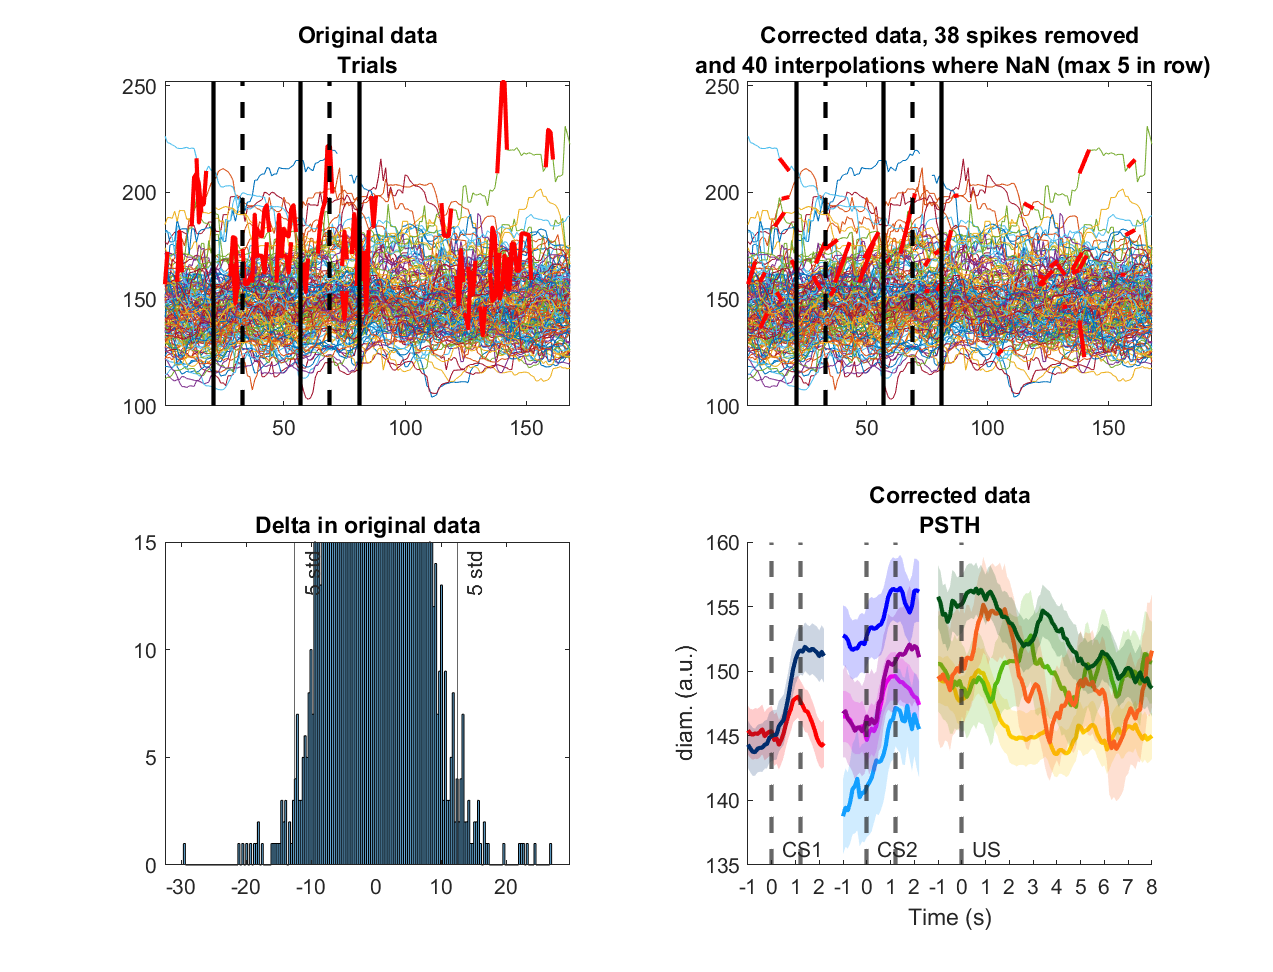 Original data
Trials
250
200
150
100
50
100
150
Corrected data, 38 spikes removed
and 40 interpolations where NaN (max 5 in row)
250
200
150
100
50
100
150
Delta in original data
15
10
5
0
5 std
5 std
-30
-20
-10
0
10
20
Corrected data
PSTH
diam. (a.u.)
160
155
150
145
140
135
CS1
CS2
US
-1 0 1 2 -1 0 1 2 -1 0 1 2 3 4 5 6 7 8
Time (s)